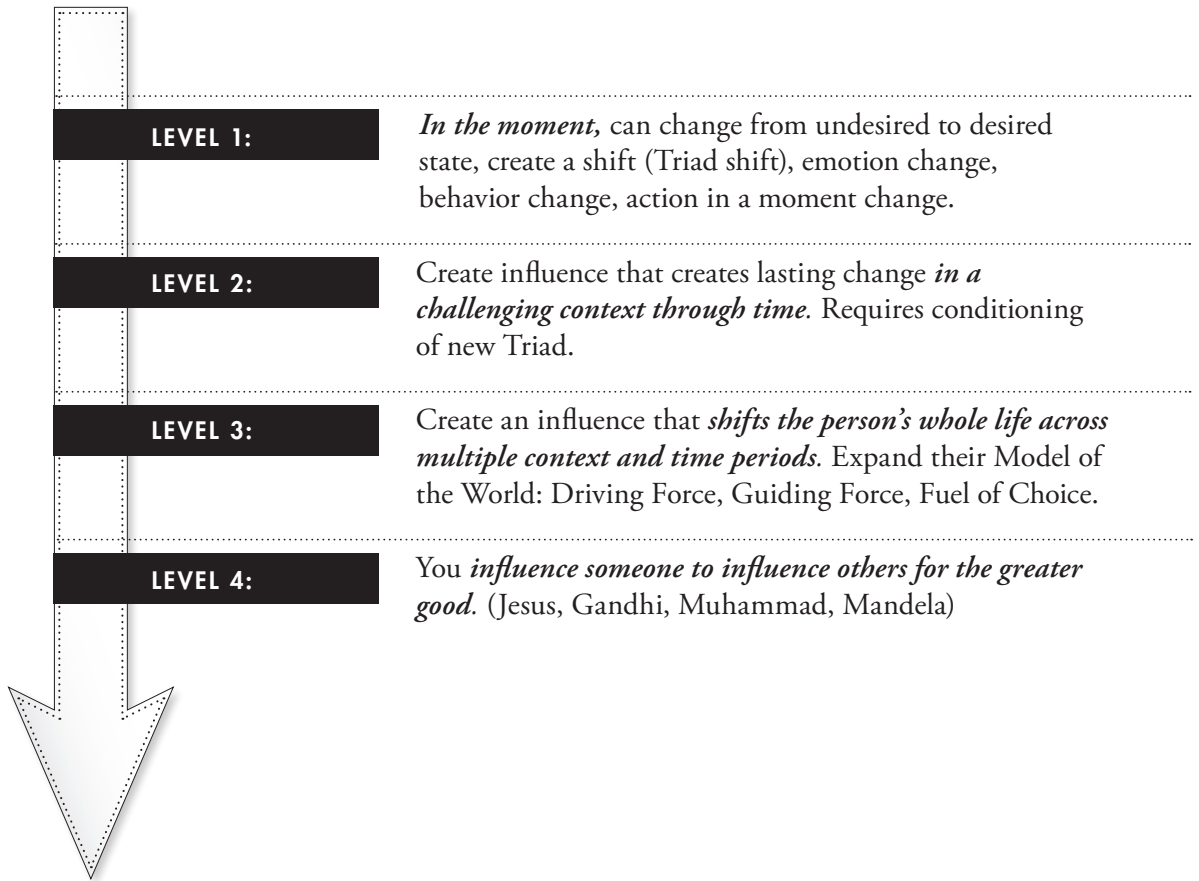 LEVEL 1:
In the moment, can change from undesired to desired
state, create a shift (Triad shift), emotion change,
behavior change, action in a moment change.
LEVEL 2:
Create influence that creates lasting change in a
challenging context through time. Requires conditioning
of new Triad.
LEVEL 3:
Create an influence that shifts the person's whole life across
multiple context and time periods. Expand their Model of
the World: Driving Force, Guiding Force, Fuel of Choice.
LEVEL 4:
You influence someone to influence others for the greater
good. (Jesus, Gandhi, Muhammad, Mandela)